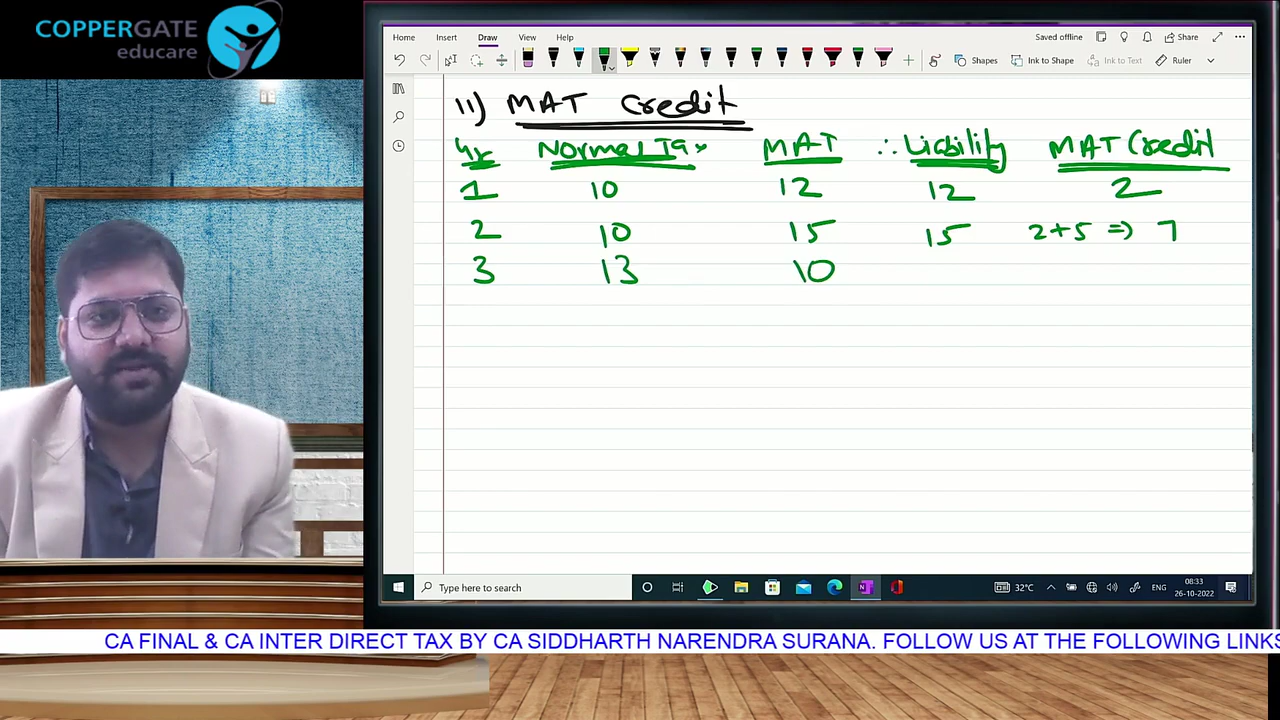 COPPERGATE
educare
Home Insert Draw View Help
Saved offline
Share
Shapes
Ink to Shape
Ink to Text
Ruler
11) MAT Credit
Yr Normal Tax MAT ∴ Liability MAT Credit
1 10 12 12 2
2 10 15 15 2+5 ⇒ 7
3 13 10
Type here to search
32°C
ENG
08:33
26-10-2022
CA FINAL & CA INTER DIRECT TAX BY CA SIDDHARTH NARENDRA SURANA. FOLLOW US AT THE FOLLOWING LINKS